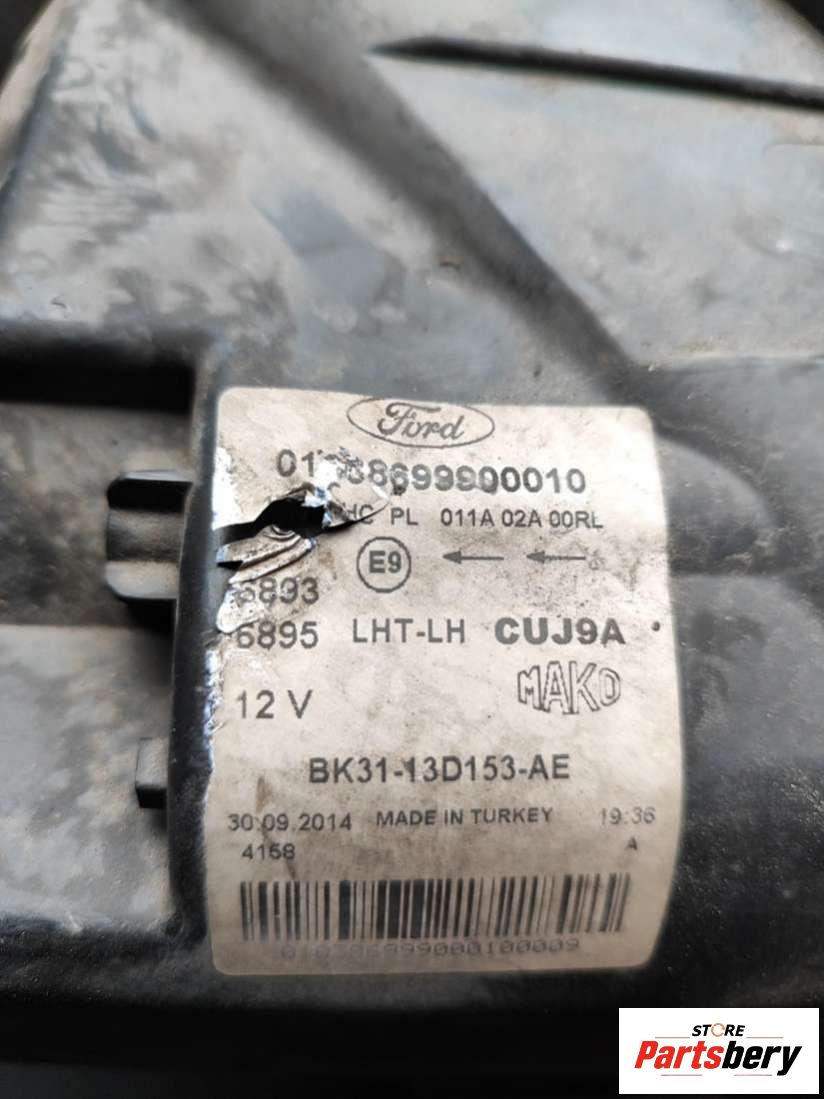 Ford
HC PL 011A 02A 00RL
E9
6893
6895 LHT-LH CUJ9A
12 V MAKO
BK31-13D153-AE
30.09.2014 MADE IN TURKEY 19:36
4158 A
STORE
Partsbery